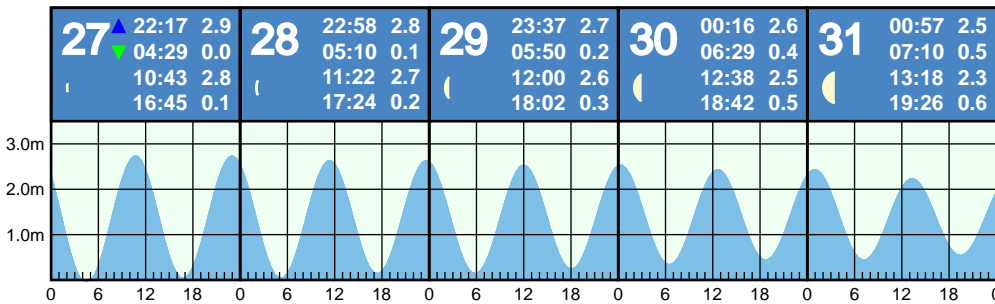 27 22:17 2.9 28 22:58 2.8 29 23:37 2.7 30 00:16 2.6 31 00:57 2.5
04:29 0.0 05:10 0.1 05:50 0.2 06:29 0.4 07:10 0.5
10:43 2.8 11:22 2.7 12:00 2.6 12:38 2.5 13:18 2.3
16:45 0.1 17:24 0.2 18:02 0.3 18:42 0.5 19:26 0.6
3.0m
2.0m
1.0m
0 6 12 18 0 6 12 18 0 6 12 18 0 6 12 18 0 6 12 18 0